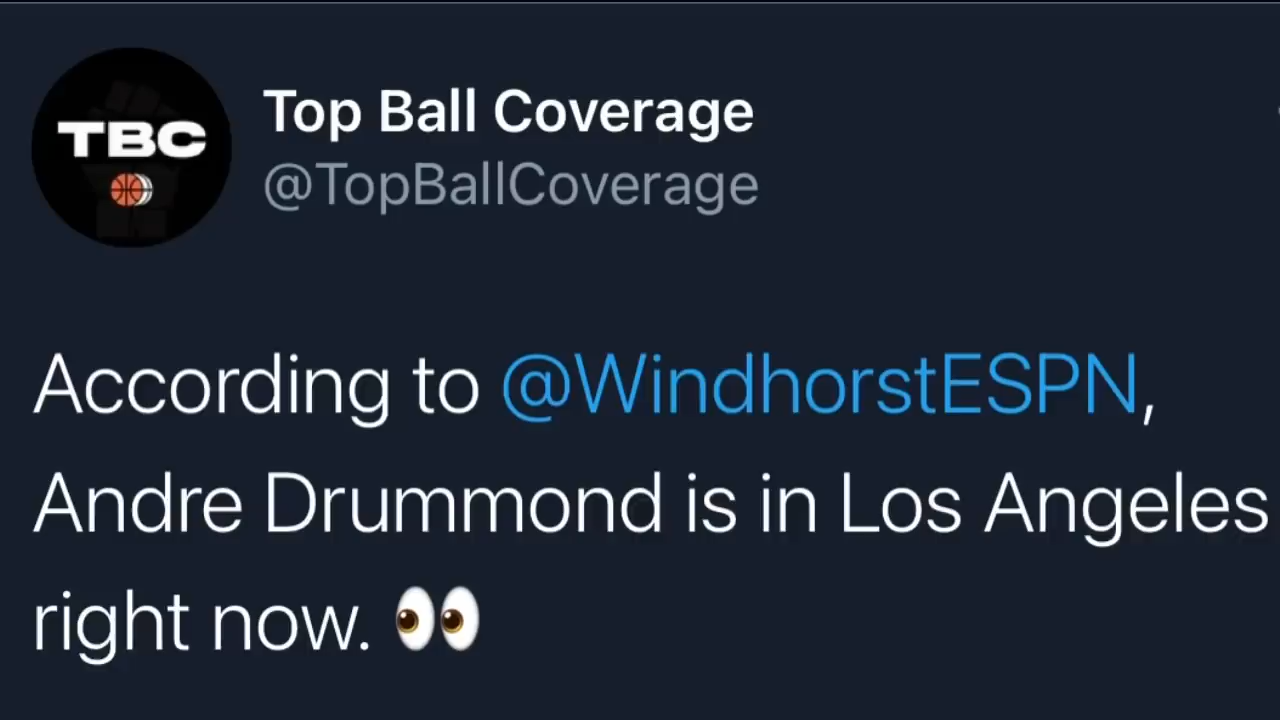 TBC
Top Ball Coverage
@TopBallCoverage
According to @WindhorstESPN,
Andre Drummond is in Los Angeles
right now. 👀